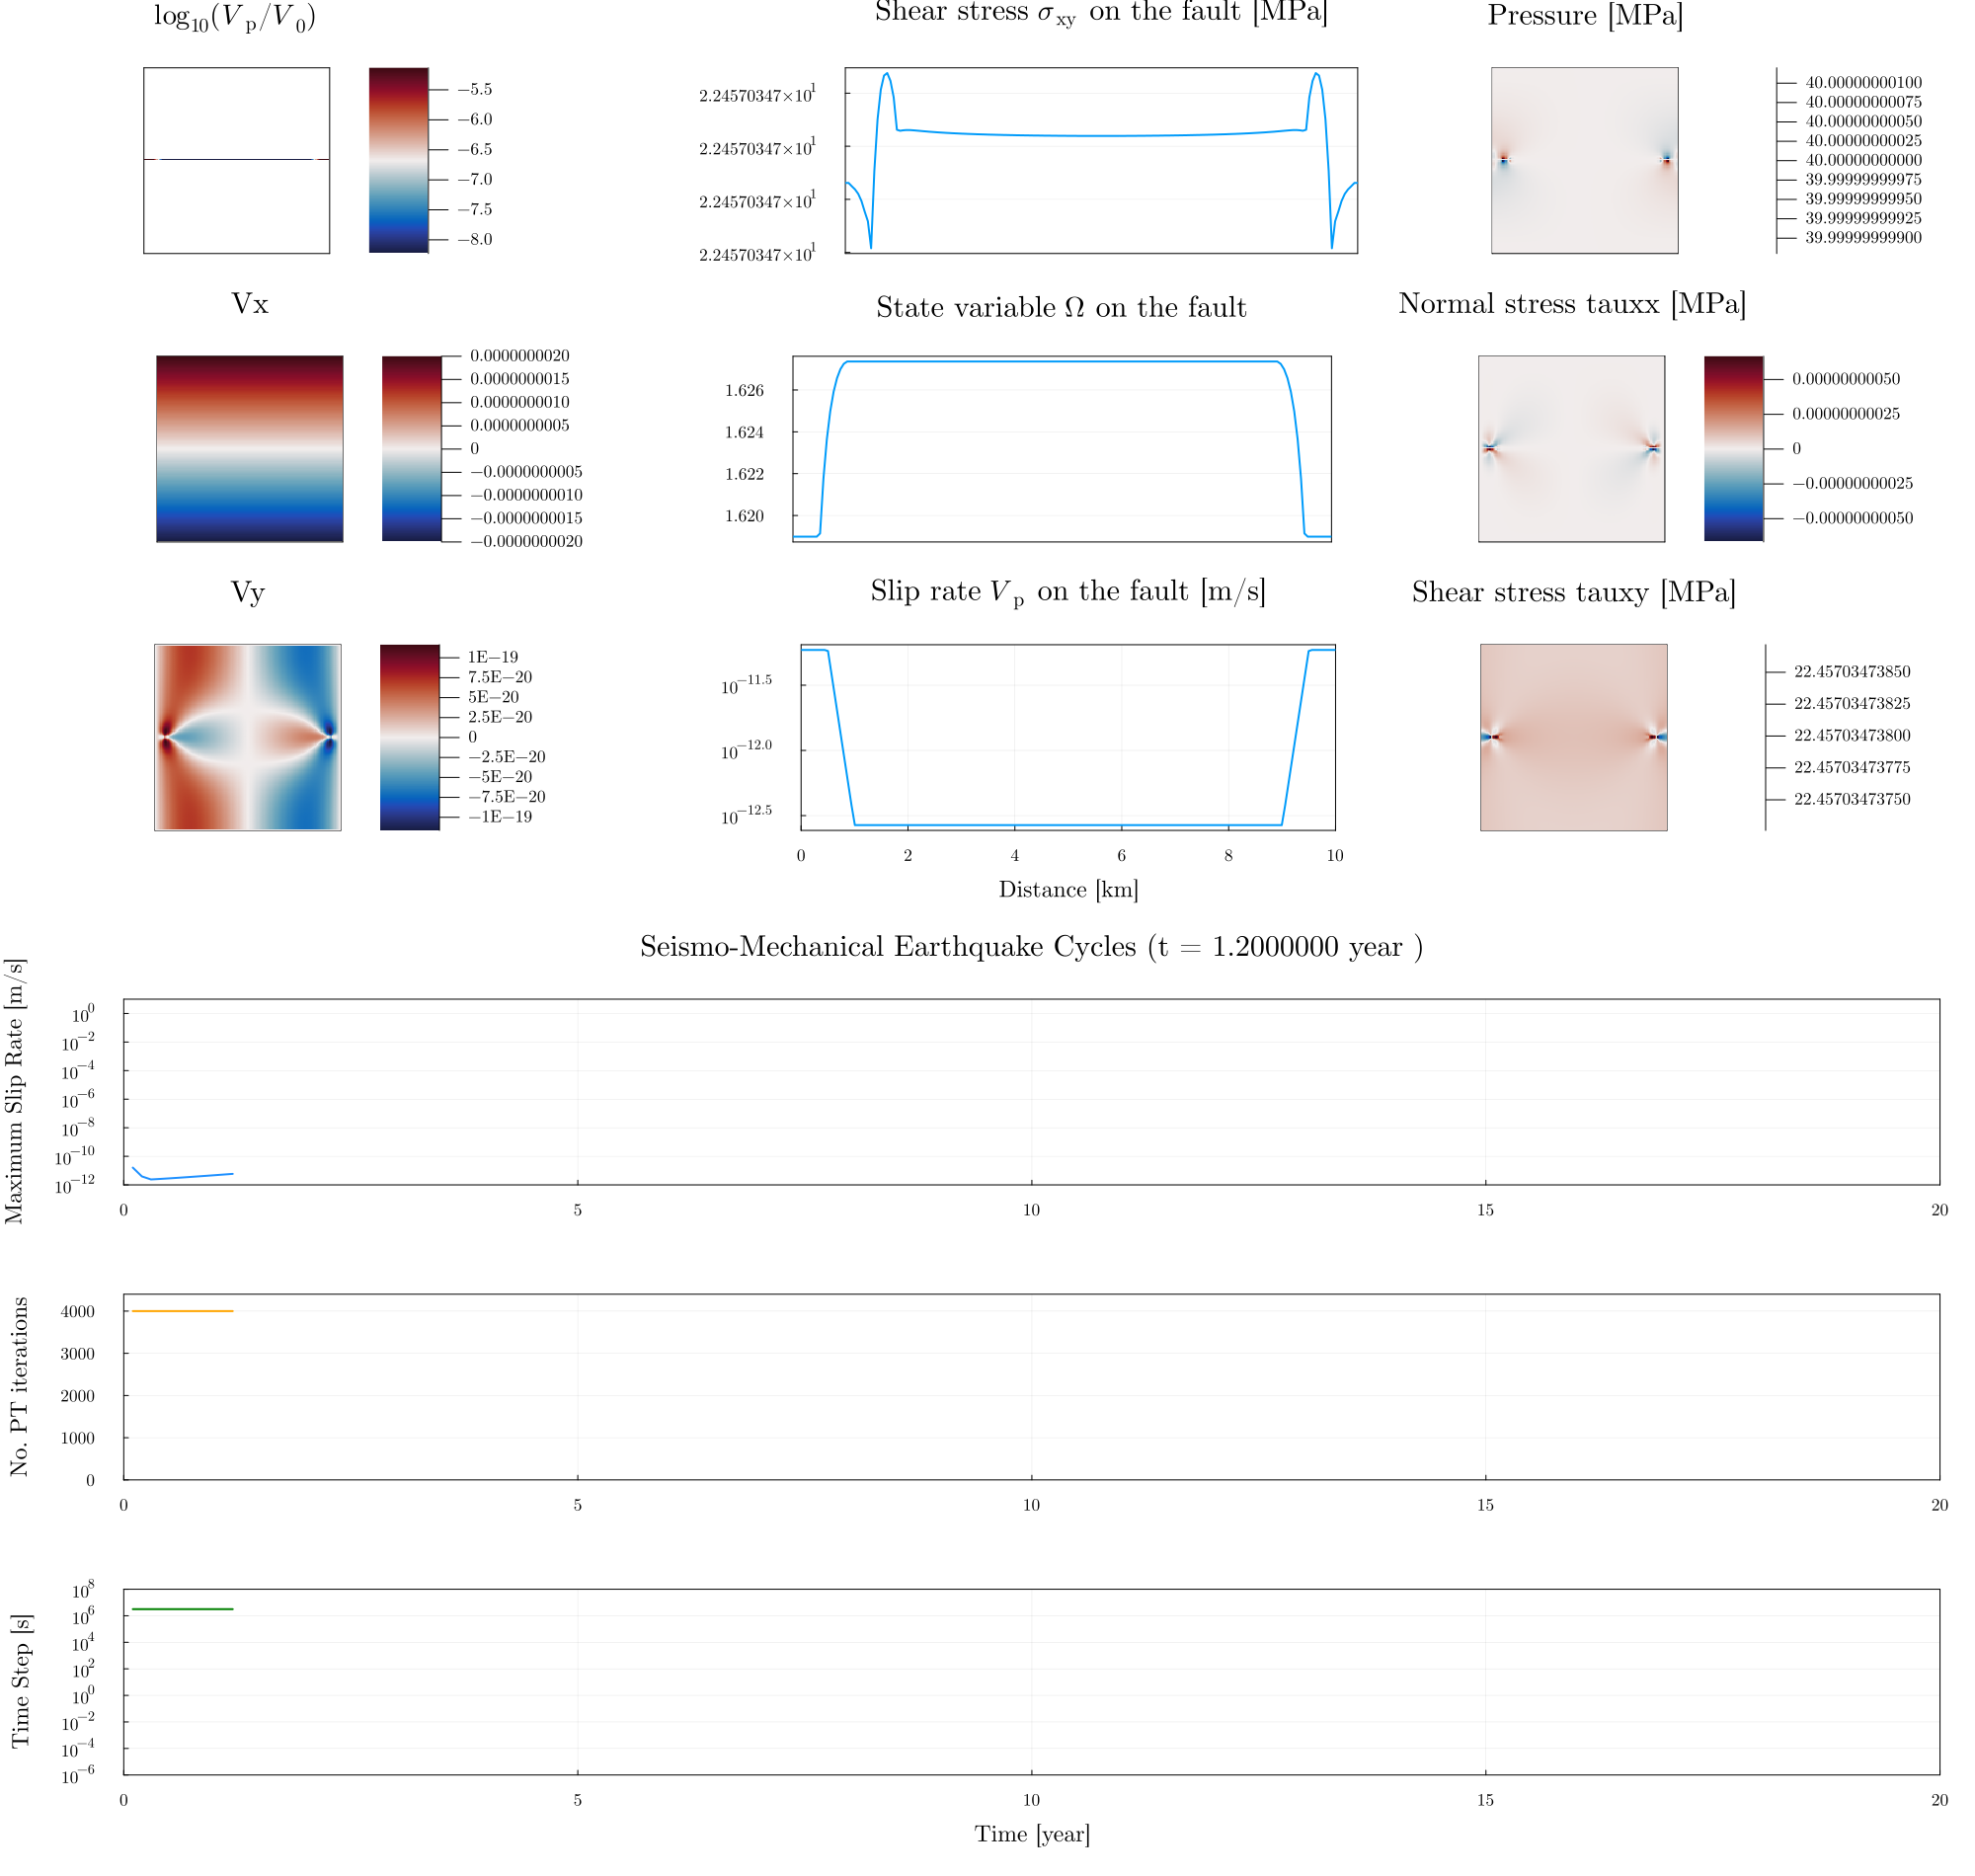 log₁₀(V p/V 0)
−5.5
−6.0
−6.5
−7.0
−7.5
−8.0
Shear stress σ xy on the fault [MPa]
2.24570347×10¹
2.24570347×10¹
2.24570347×10¹
2.24570347×10¹
Pressure [MPa]
40.00000000100
40.00000000075
40.00000000050
40.00000000025
40.00000000000
39.99999999975
39.99999999950
39.99999999925
39.99999999900
Vx
0.0000000020
0.0000000015
0.0000000010
0.0000000005
0
−0.0000000005
−0.0000000010
−0.0000000015
−0.0000000020
State variable Ω on the fault
1.626
1.624
1.622
1.620
Normal stress tauxx [MPa]
0.00000000050
0.00000000025
0
−0.00000000025
−0.00000000050
Vy
1E−19
7.5E−20
5E−20
2.5E−20
0
−2.5E−20
−5E−20
−7.5E−20
−1E−19
Slip rate V p on the fault [m/s]
10⁻¹¹·⁵
10⁻¹²·⁰
10⁻¹²·⁵
0 2 4 6 8 10
Distance [km]
Shear stress tauxy [MPa]
22.45703473850
22.45703473825
22.45703473800
22.45703473775
22.45703473750
Seismo-Mechanical Earthquake Cycles (t = 1.2000000 year )
Maximum Slip Rate [m/s]
10⁰
10⁻²
10⁻⁴
10⁻⁶
10⁻⁸
10⁻¹⁰
10⁻¹²
0 5 10 15 20
No. PT iterations
4000
3000
2000
1000
0
0 5 10 15 20
Time Step [s]
10⁸
10⁶
10⁴
10²
10⁰
10⁻²
10⁻⁴
10⁻⁶
0 5 10 15 20
Time [year]